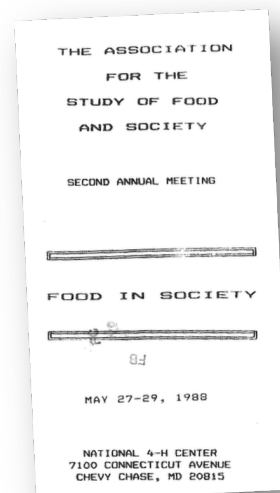 THE ASSOCIATION
FOR THE
STUDY OF FOOD
AND SOCIETY
SECOND ANNUAL MEETING
FOOD IN SOCIETY
MAY 27-29, 1988
NATIONAL 4-H CENTER
7100 CONNECTICUT AVENUE
CHEVY CHASE, MD 20815